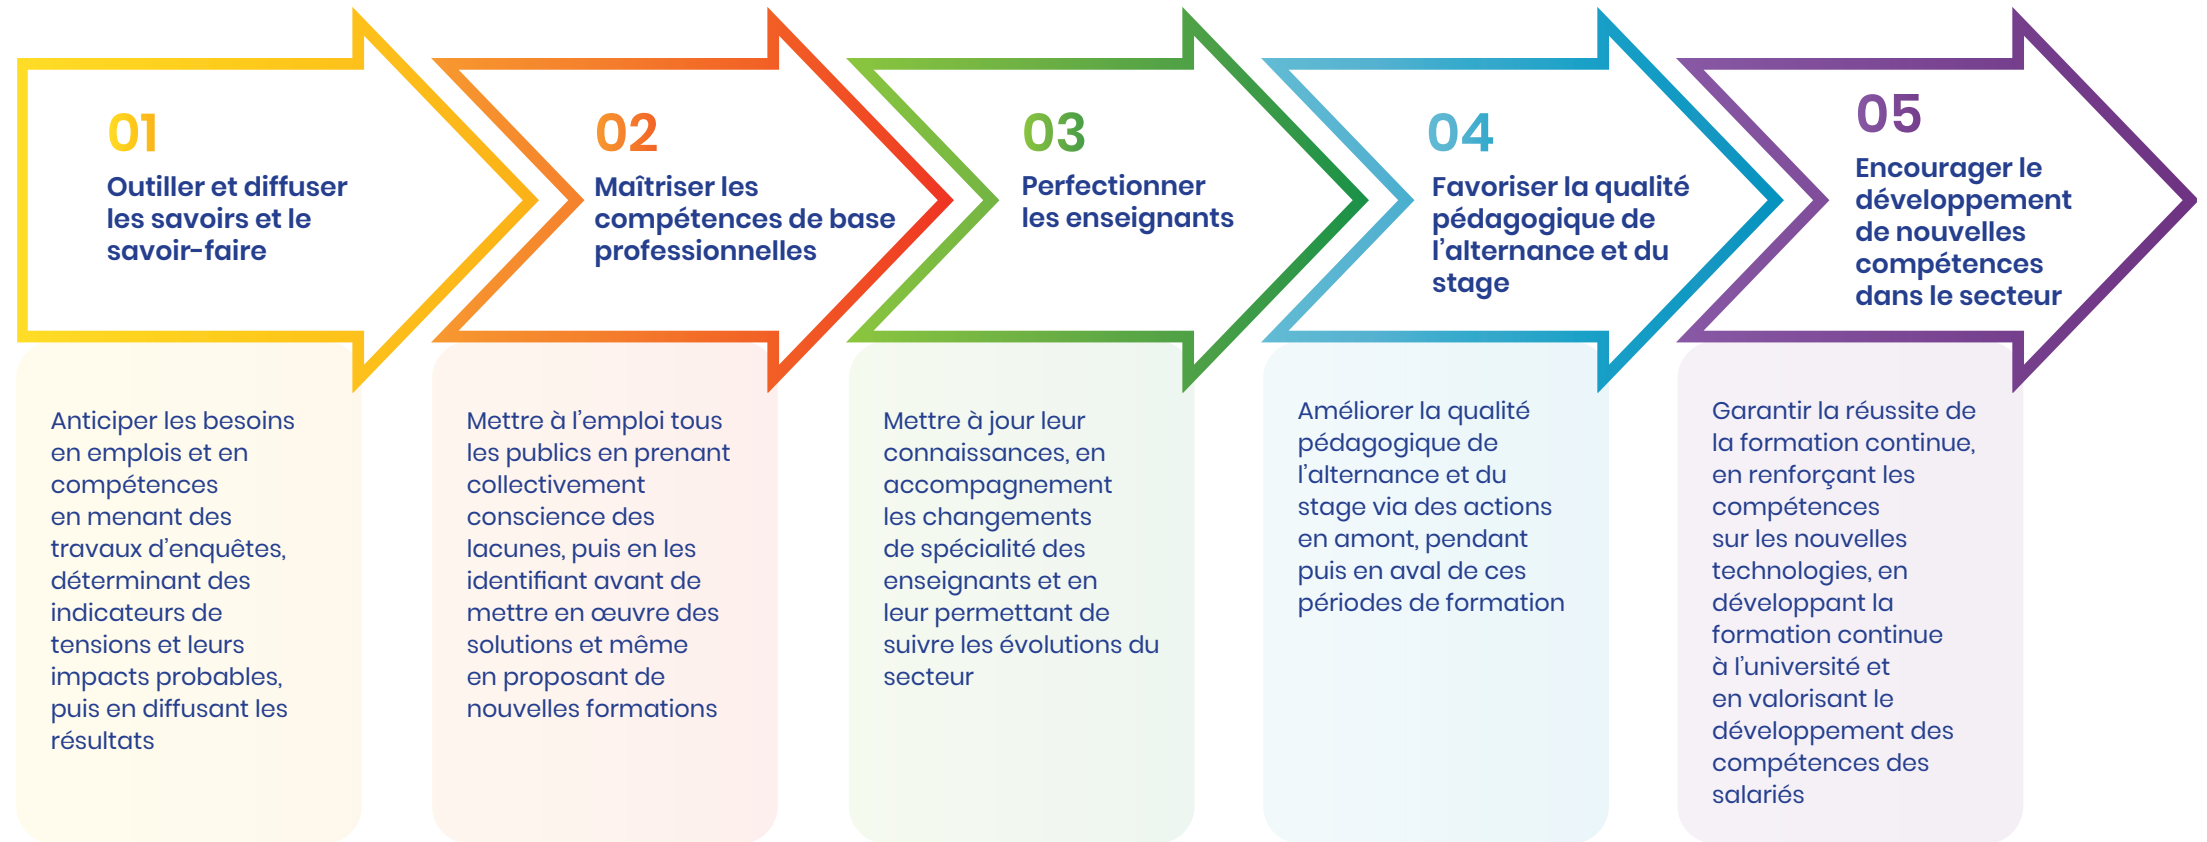 01
Outiller et diffuser
les savoirs et le
savoir-faire
Anticiper les besoins
en emplois et en
compétences
en menant des
travaux d'enquêtes,
déterminant des
indicateurs de
tensions et leurs
impacts probables,
puis en diffusant les
résultats
02
Maîtriser les
compétences de base
professionnelles
Mettre à l'emploi tous
les publics en prenant
collectivement
conscience des
lacunes, puis en les
identifiant avant de
mettre en œuvre des
solutions et même
en proposant de
nouvelles formations
03
Perfectionner
les enseignants
Mettre à jour leur
connaissances, en
accompagnement
les changements
de spécialité des
enseignants et en
leur permettant de
suivre les évolutions du
secteur
04
Favoriser la qualité
pédagogique de
l'alternance et du
stage
Améliorer la qualité
pédagogique de
l'alternance et du
stage via des actions
en amont, pendant
puis en aval de ces
périodes de formation
05
Encourager le
développement
de nouvelles
compétences
dans le secteur
Garantir la réussite de
la formation continue,
en renforçant les
compétences
sur les nouvelles
technologies, en
développant la
formation continue
à l'université et
en valorisant le
développement des
compétences des
salariés